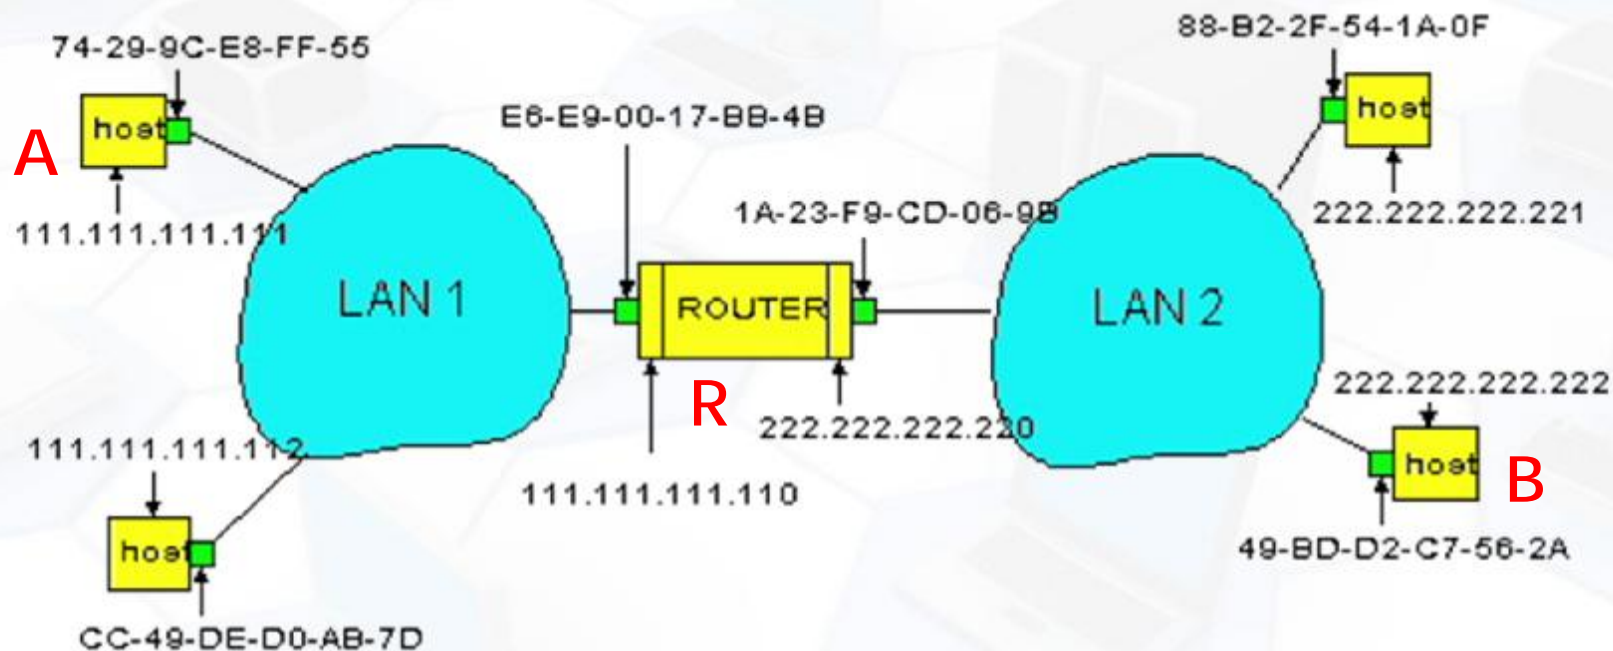 88-B2-2F-54-1A-0F
74-29-9C-E8-FF-55
E6-E9-00-17-BB-4B
host
host
A
1A-23-F9-CD-06-9B
222.222.222.221
111.111.111.111
LAN 1
ROUTER
LAN 2
222.222.222.222
R
222.222.222.220
111.111.111.112
host
B
111.111.111.110
host
49-BD-D2-C7-56-2A
CC-49-DE-D0-AB-7D